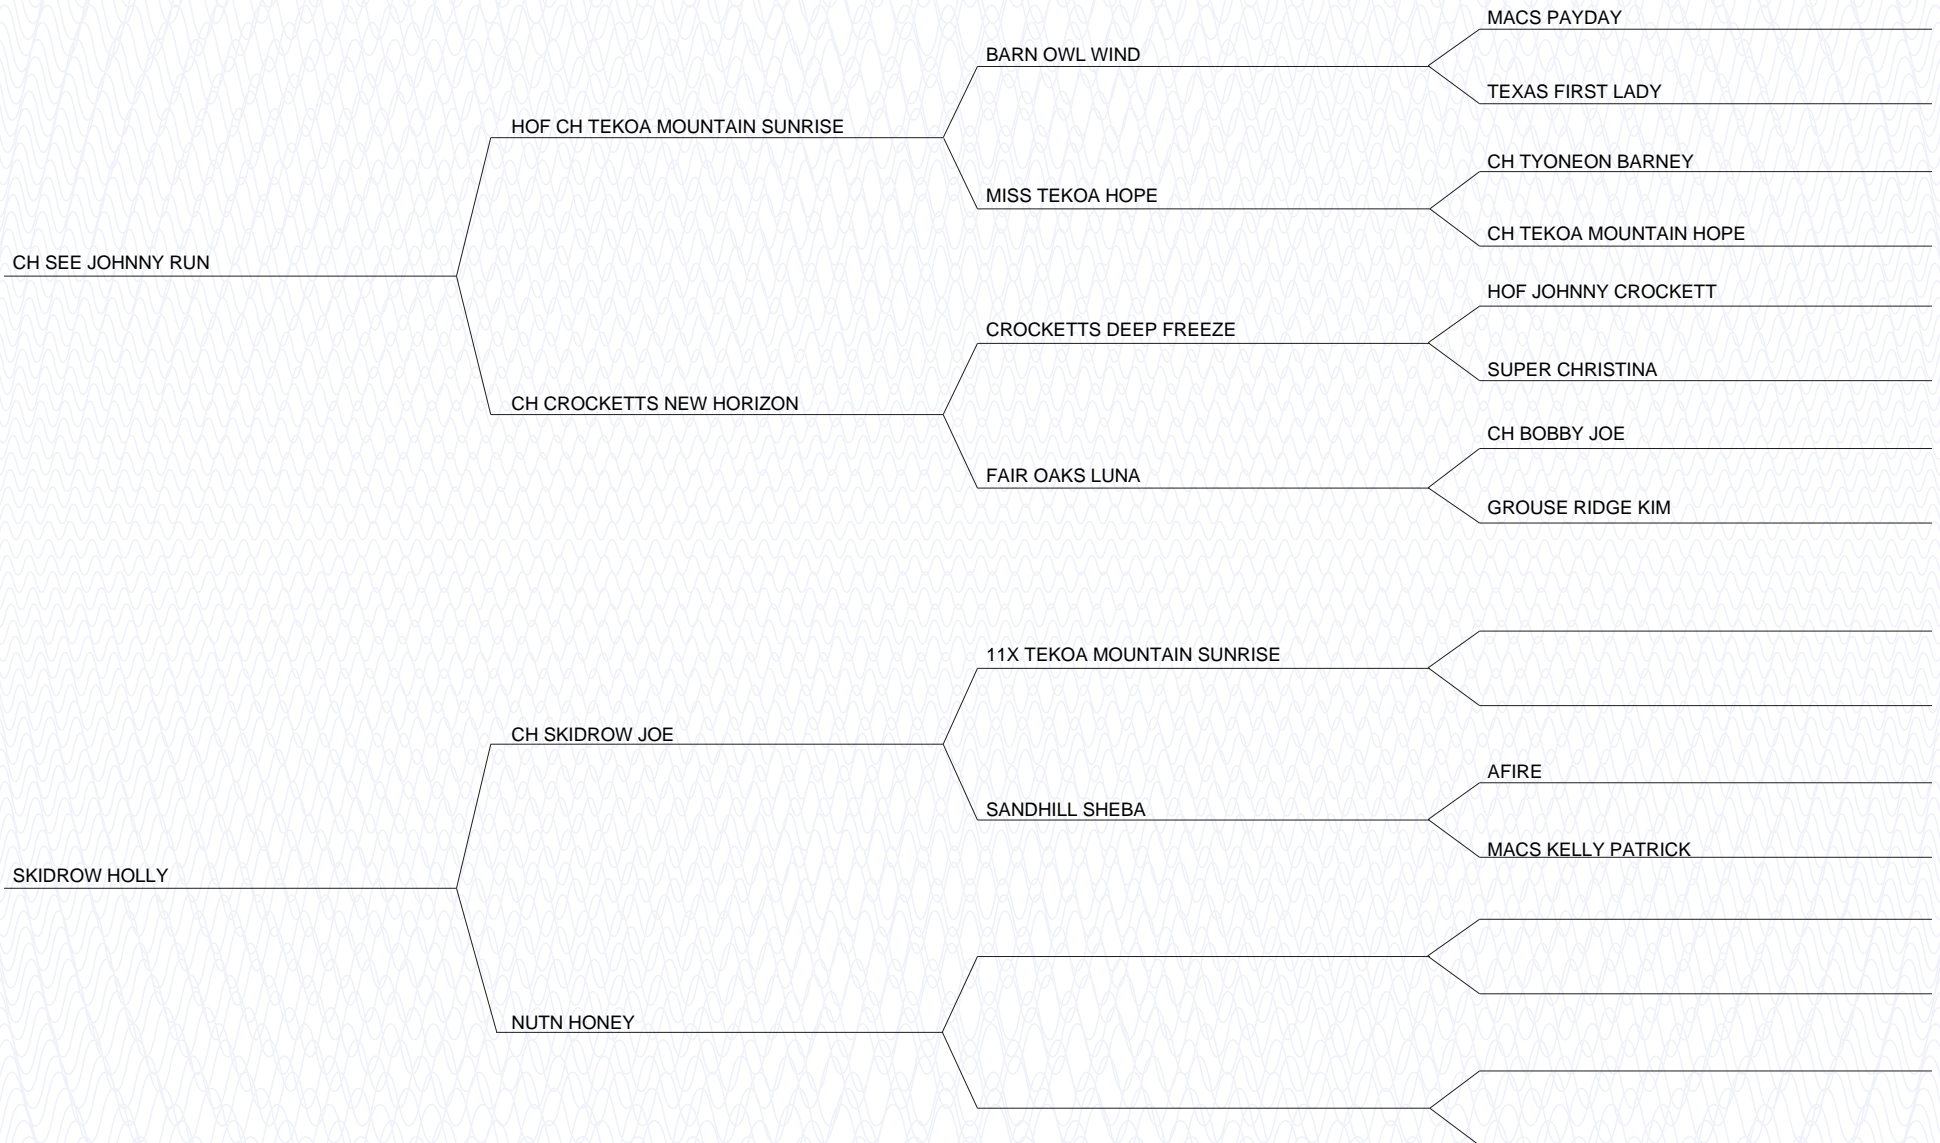 MACS PAYDAY
BARN OWL WIND
TEXAS FIRST LADY
HOF CH TEKOA MOUNTAIN SUNRISE
CH TYONEON BARNEY
MISS TEKOA HOPE
CH TEKOA MOUNTAIN HOPE
CH SEE JOHNNY RUN
HOF JOHNNY CROCKETT
CROCKETTS DEEP FREEZE
SUPER CHRISTINA
CH CROCKETTS NEW HORIZON
CH BOBBY JOE
FAIR OAKS LUNA
GROUSE RIDGE KIM
11X TEKOA MOUNTAIN SUNRISE
CH SKIDROW JOE
AFIRE
SANDHILL SHEBA
MACS KELLY PATRICK
SKIDROW HOLLY
NUTN HONEY